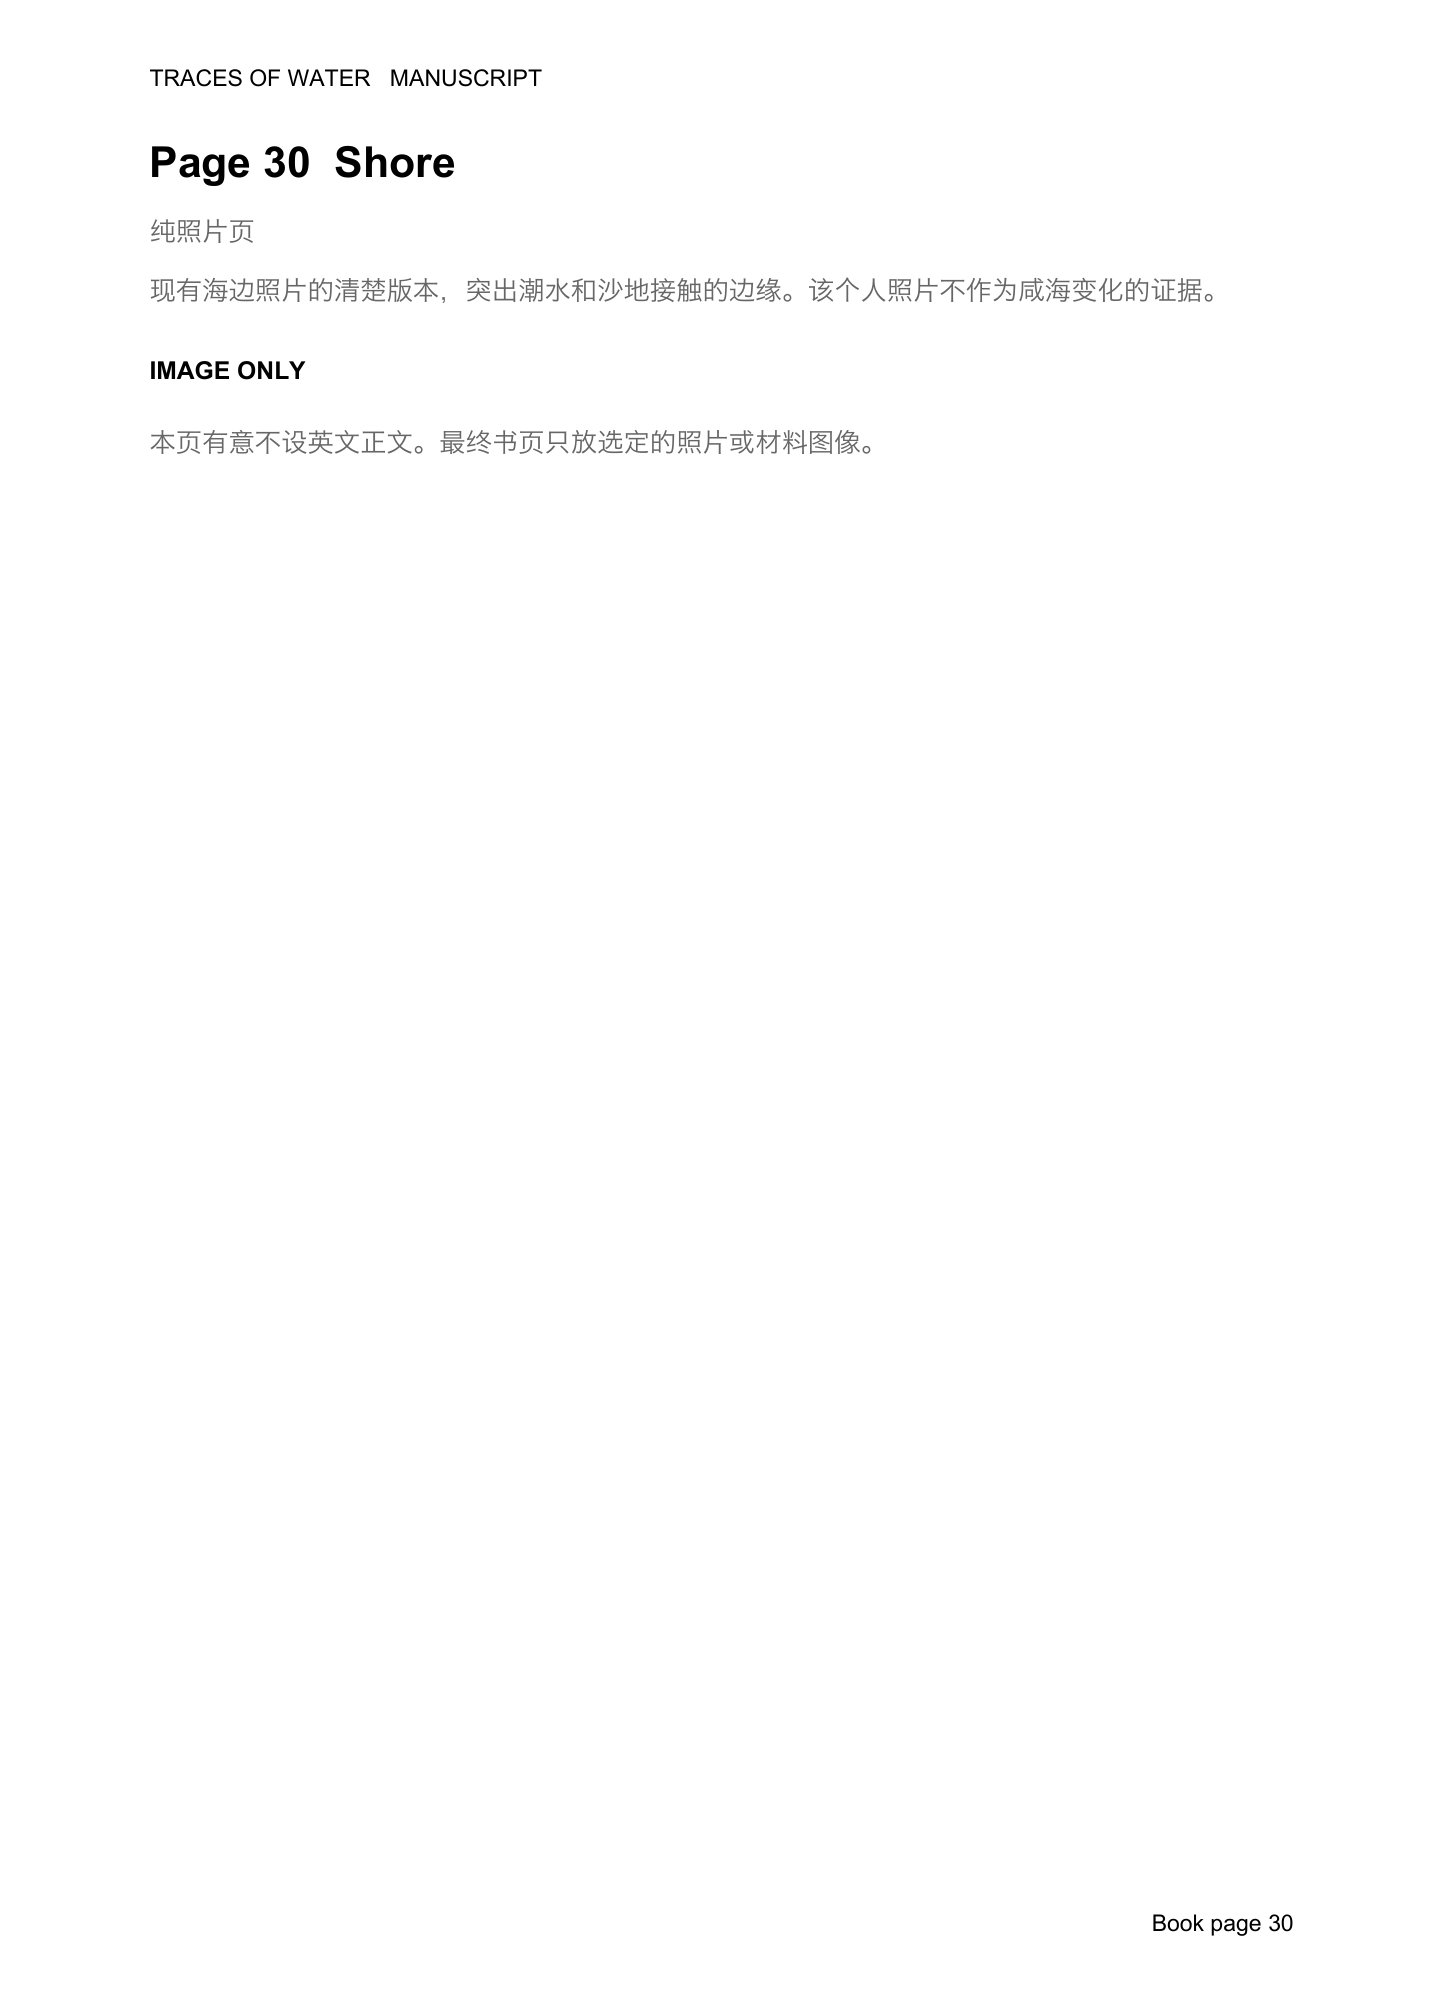 TRACES OF WATER   MANUSCRIPT
Page 30  Shore
纯照片页
现有海边照片的清楚版本，突出潮水和沙地接触的边缘。该个人照片不作为咸海变化的证据。
IMAGE ONLY
本页有意不设英文正文。最终书页只放选定的照片或材料图像。
Book page 30